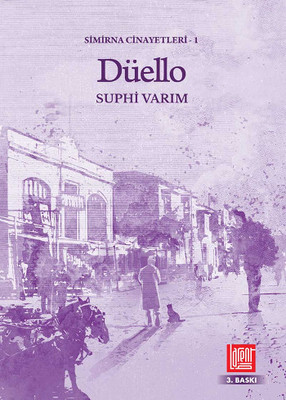 SİMİRNA CİNAYETLERİ - 1
Düello
SUPHİ VARIM
3. BASKI